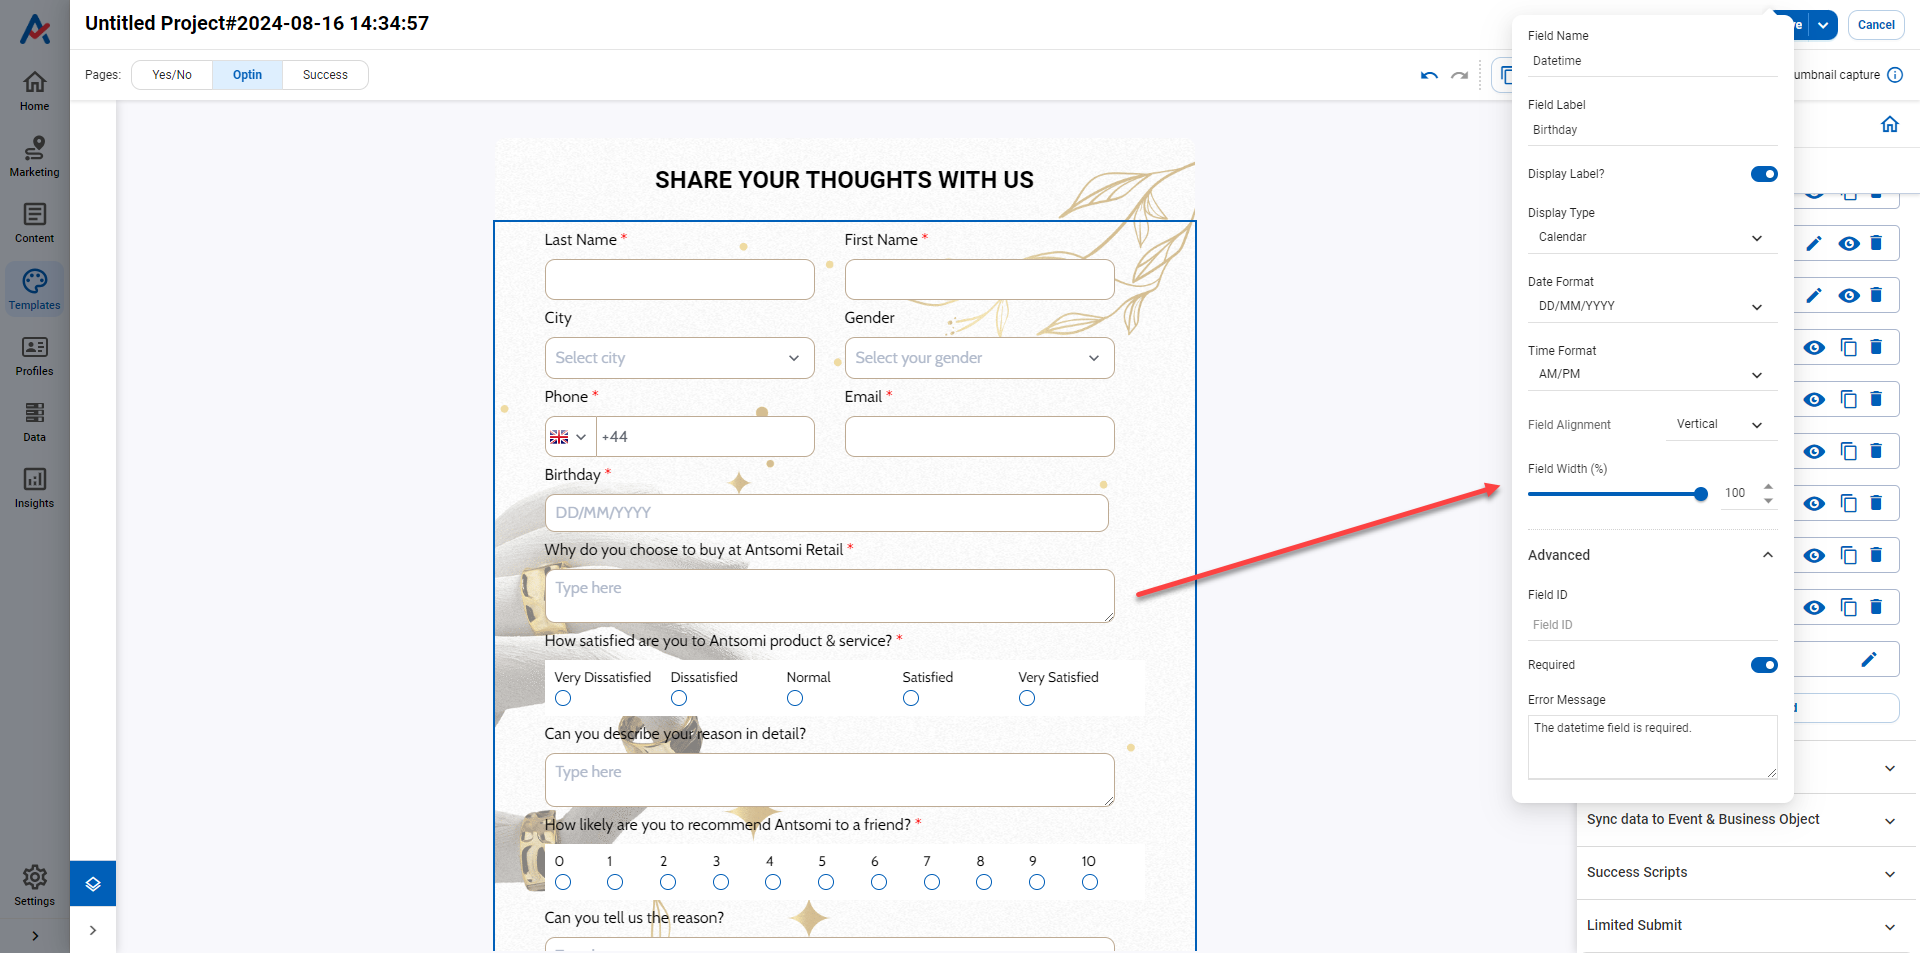 Untitled Project#2024-08-16 14:34:57
Cancel
Pages:
Yes/No
Optin
Success
umbnail capture
Home
Marketing
Content
Templates
Profiles
Data
Insights
Settings
SHARE YOUR THOUGHTS WITH US
Last Name *
First Name *
City
Gender
Select city
Select your gender
Phone *
Email *
+44
Birthday *
DD/MM/YYYY
Why do you choose to buy at Antsomi Retail *
Type here
How satisfied are you to Antsomi product & service? *
Very Dissatisfied
Dissatisfied
Normal
Satisfied
Very Satisfied
Can you describe your reason in detail?
Type here
How likely are you to recommend Antsomi to a friend? *
0 1 2 3 4 5 6 7 8 9 10
Can you tell us the reason?
Field Name
Datetime
Field Label
Birthday
Display Label?
Display Type
Calendar
Date Format
DD/MM/YYYY
Time Format
AM/PM
Field Alignment
Vertical
Field Width (%)
100
Advanced
Field ID
Field ID
Required
Error Message
The datetime field is required.
Sync data to Event & Business Object
Success Scripts
Limited Submit